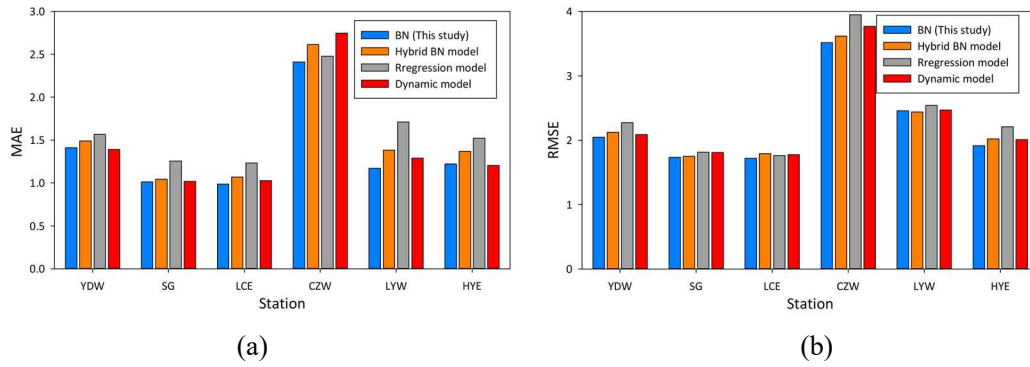 3.0
2.5
2.0
1.5
1.0
0.5
0.0
MAE
BN (This study)
Hybrid BN model
Rregression model
Dynamic model
YDW SG LCE CZW LYW HYE
Station
(a)
4
3
2
1
0
RMSE
BN (This study)
Hybrid BN model
Rregression model
Dynamic model
YDW SG LCE CZW LYW HYE
Station
(b)